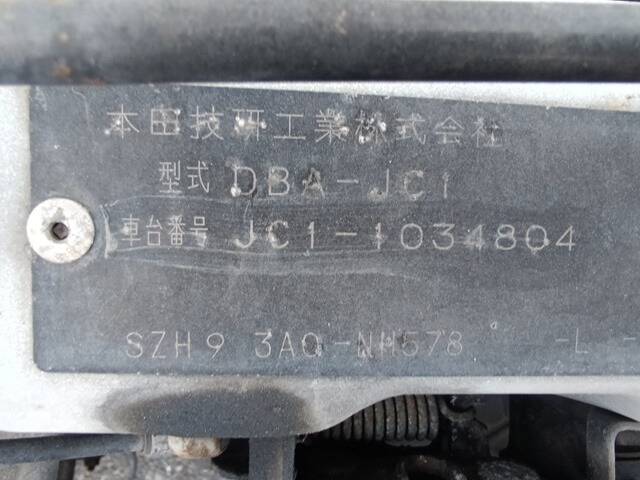 本田技研工業株式会社
型式 DBA-JC1
車台番号 JC1-1034804
SZH9 3A0-NH578 -L -